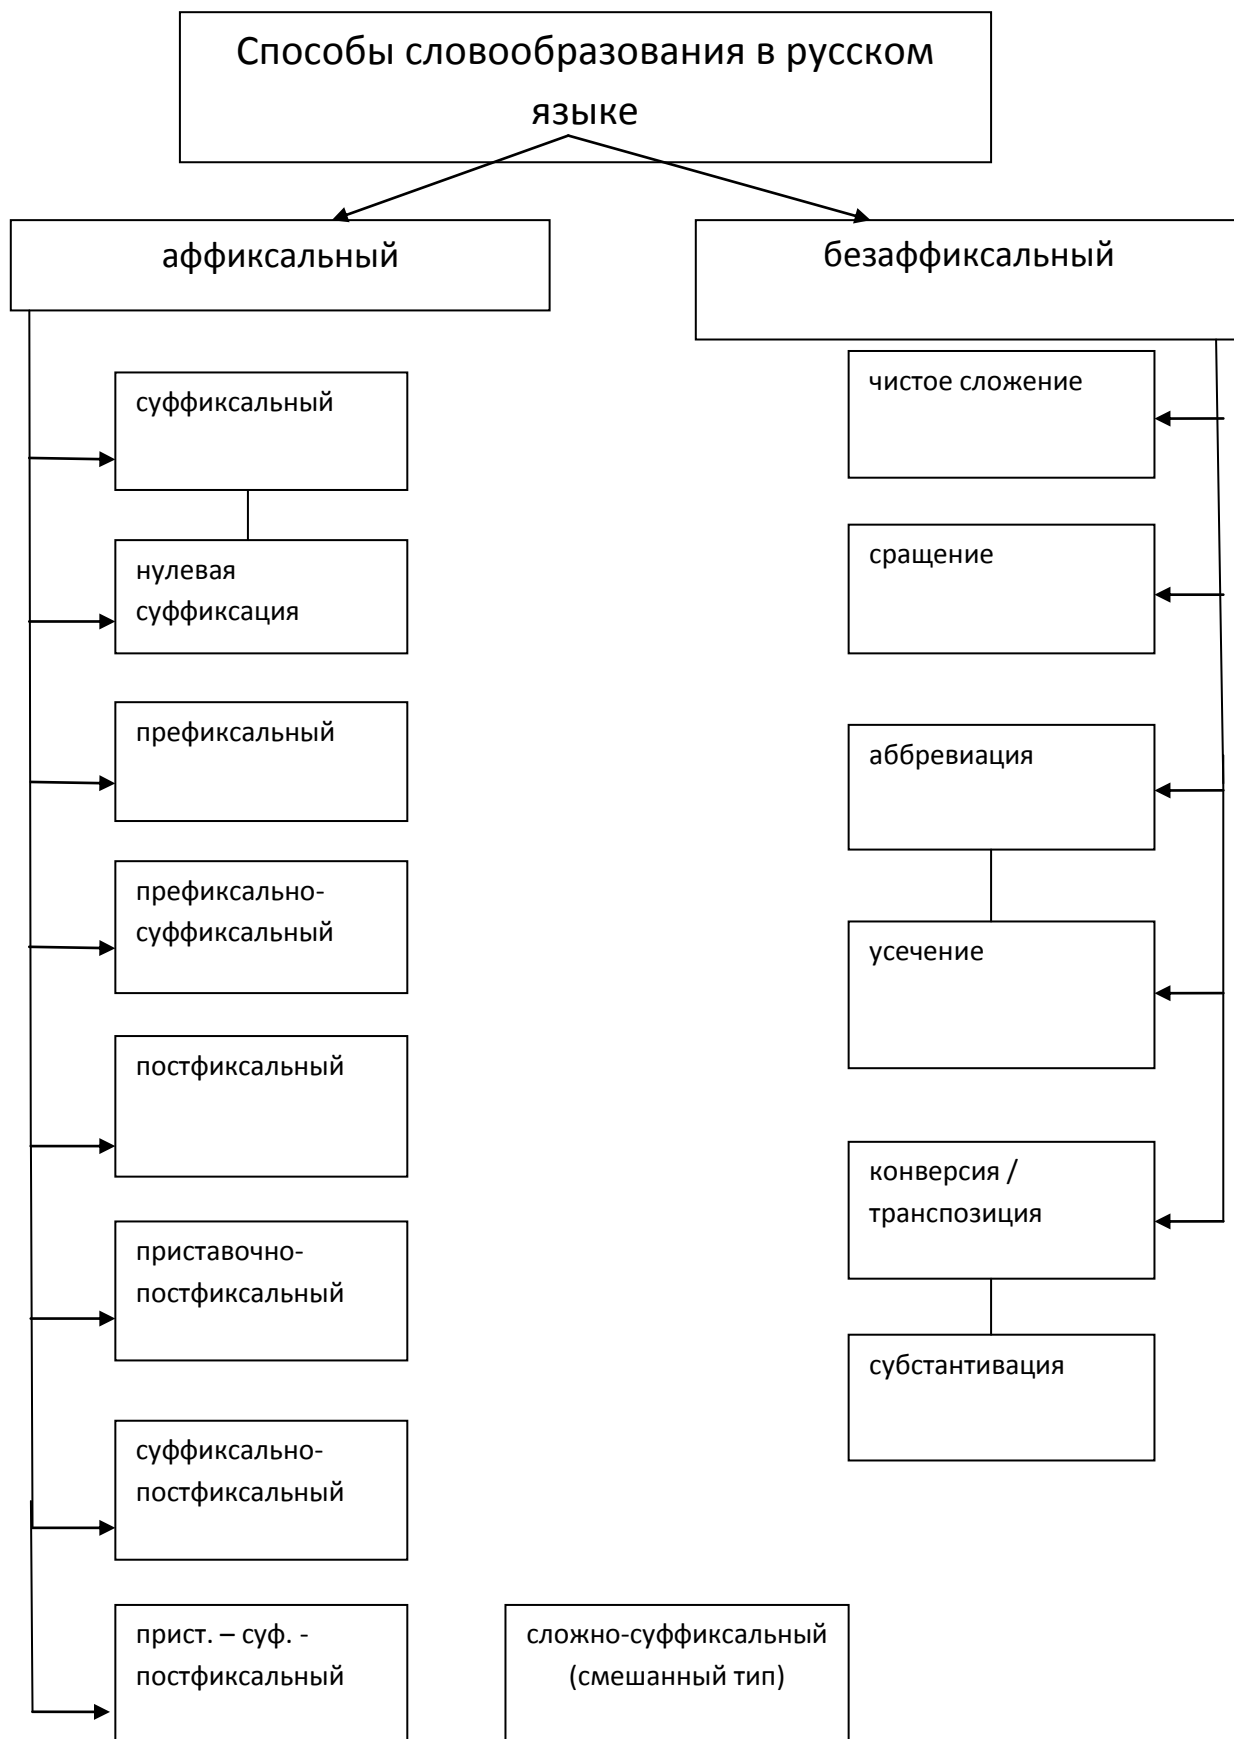 Способы словообразования в русском
языке
аффиксальный
безаффиксальный
суффиксальный
нулевая
суффиксация
префиксальный
префиксально-
суффиксальный
постфиксальный
приставочно-
постфиксальный
суффиксально-
постфиксальный
прист. – суф. -
постфиксальный
сложно-суффиксальный
(смешанный тип)
чистое сложение
сращение
аббревиация
усечение
конверсия /
транспозиция
субстантивация